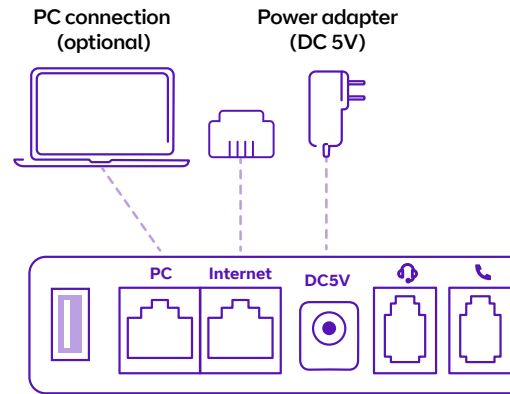 PC connection
(optional)
Power adapter
(DC 5V)
PC
Internet
DC5V